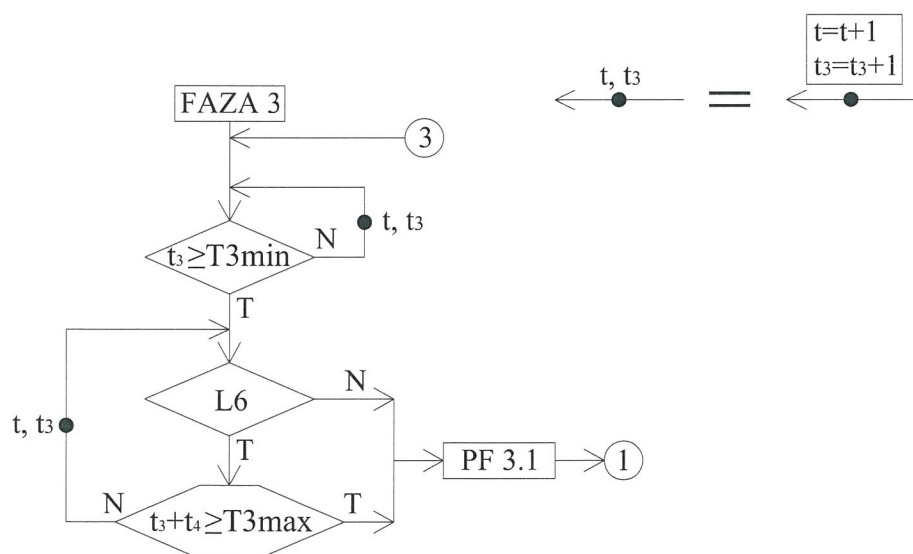 t=t+1
t₃=t₃+1
t, t₃
=
FAZA 3
3
t, t₃
N
t₃≥T3min
T
N
L6
t, t₃
T
PF 3.1
1
N
T
t₃+t₄≥T3max